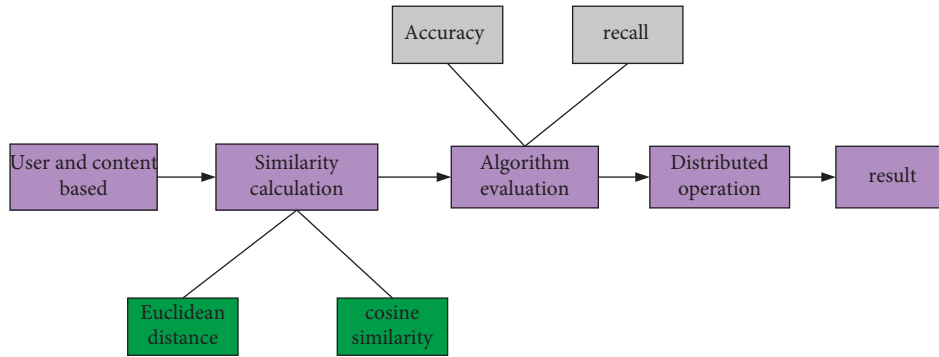 Accuracy
recall
User and content
based
Similarity
calculation
Algorithm
evaluation
Distributed
operation
result
Euclidean
distance
cosine
similarity